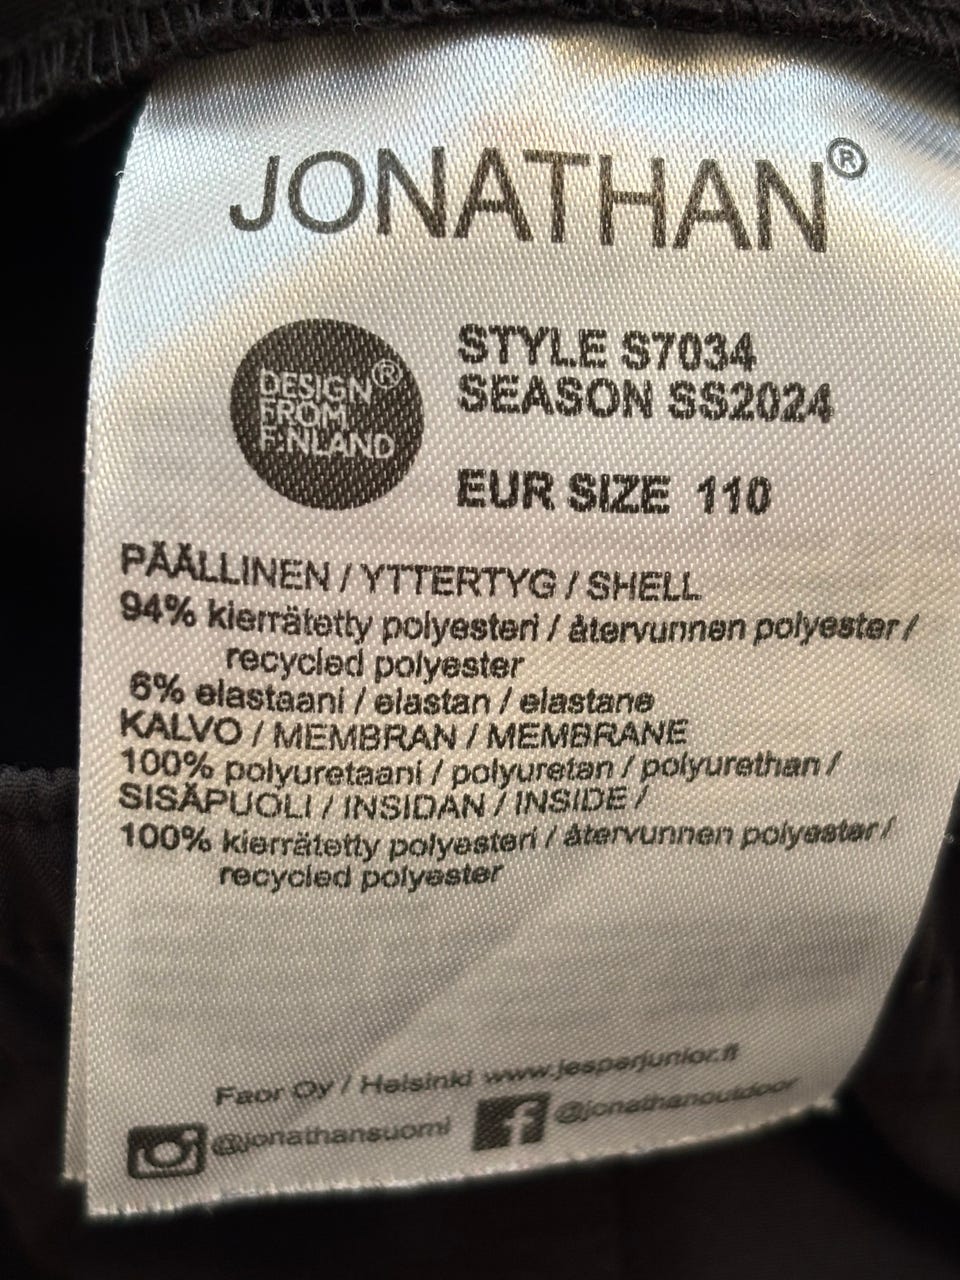 JONATHAN®
DESIGN®
FROM
FINLAND
STYLE S7034
SEASON SS2024
EUR SIZE 110
PÄÄLLINEN / YTTERTYG / SHELL
94% kierrätetty polyesteri / återvunnen polyester /
recycled polyester
6% elastaani / elastan / elastane
KALVO / MEMBRAN / MEMBRANE
100% polyuretaani / polyuretan / polyurethan /
SISÄPUOLI / INSIDAN / INSIDE /
100% kierrätetty polyesteri / återvunnen polyester /
recycled polyester
Faor Oy / Helsinki www.jesperjunior.fi
@jonathansuomi @jonathanoutdoor